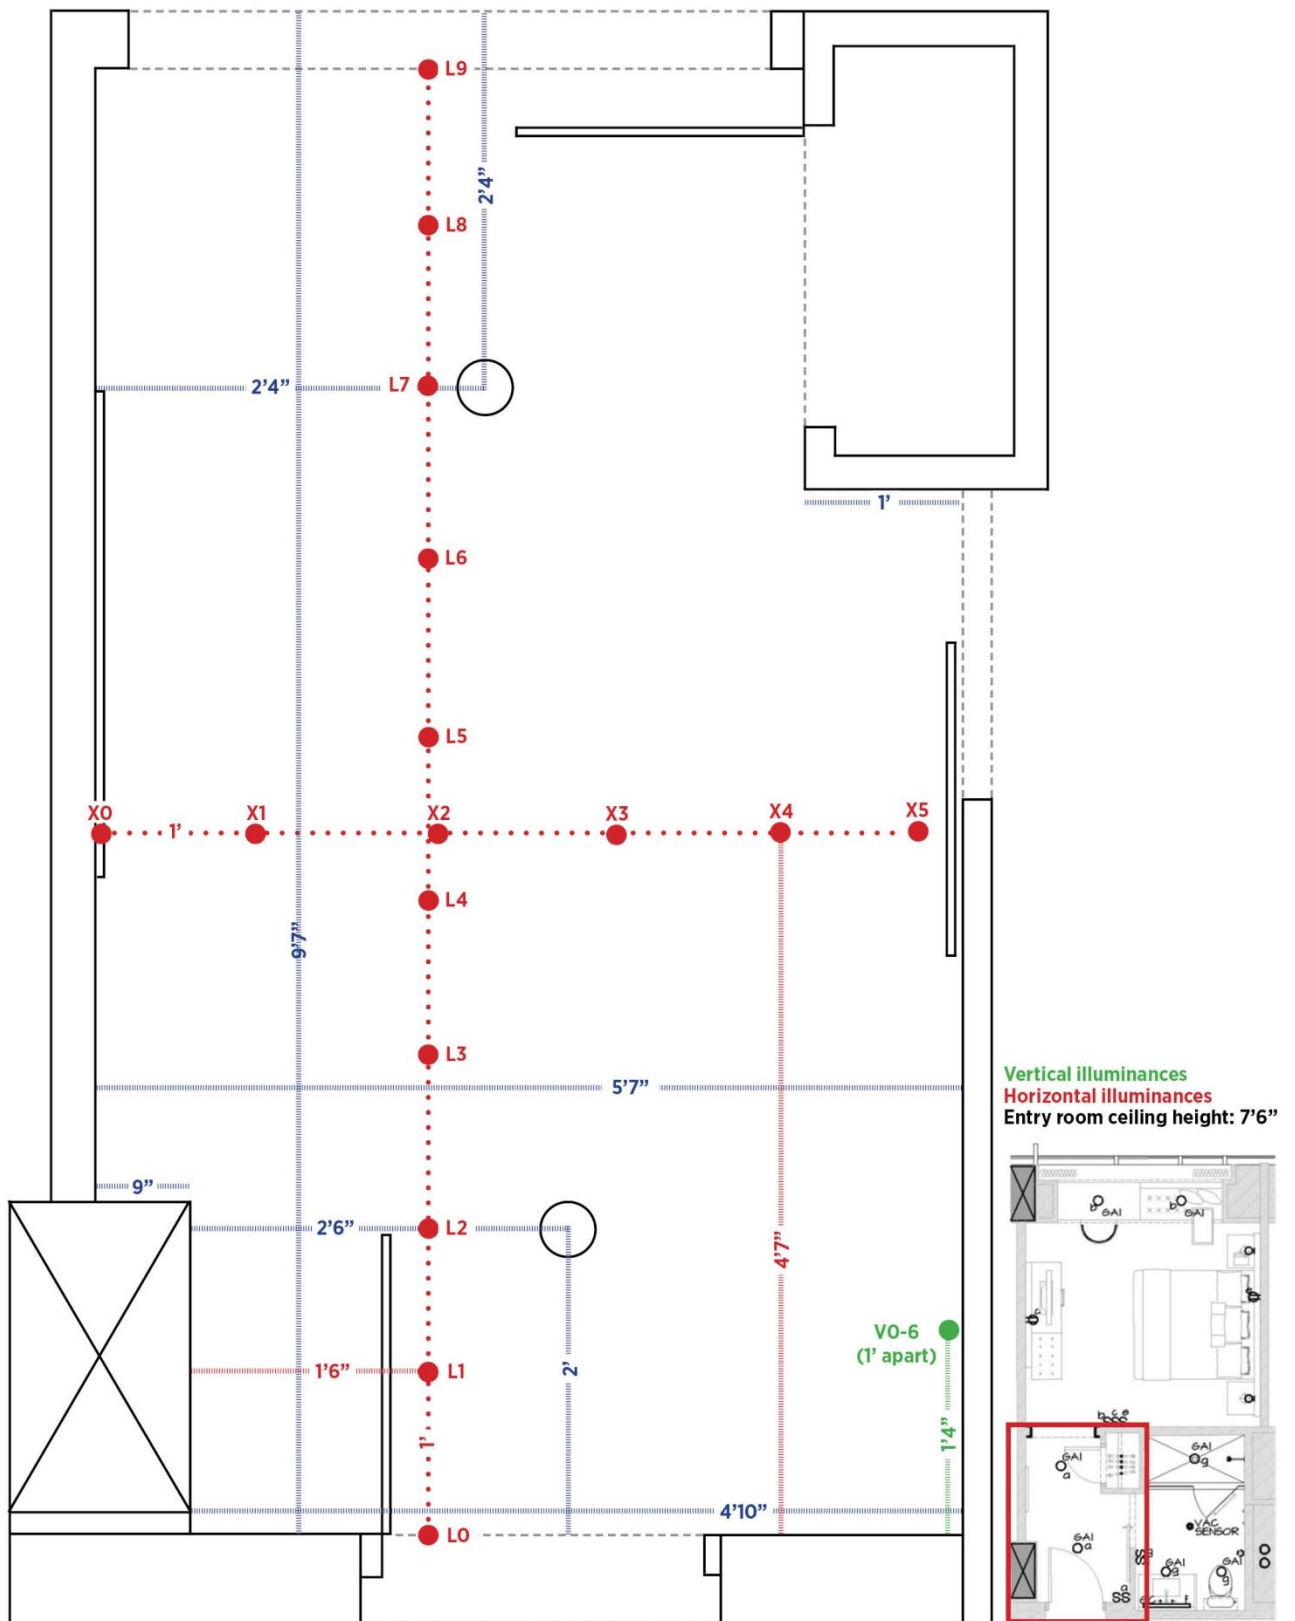 L9
2'4”
L8
2'4”
L7
1'
L6
L5
X0
1'
X1
X2
X3
X4
X5
L4
9'7”
L3
5'7”
Vertical illuminances
Horizontal illuminances
Entry room ceiling height: 7'6”
9”
2'6”
L2
4'7”
V0-6
(1' apart)
1'6”
L1
2'
1'
1'4”
4'10”
L0
b
GAI
b
GAI
c
c
b c e
SSS
GAI
a
GAI
g
GAI
a
VAC
SENSOR
g
SS
GAI
g
GAI
g
a
SS